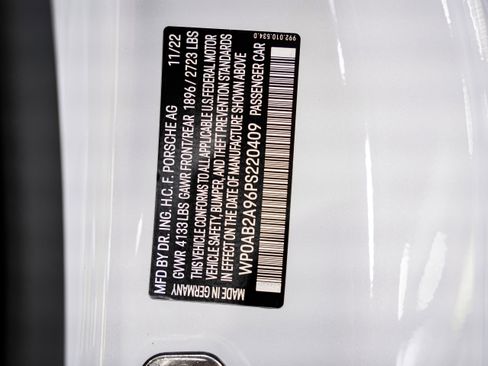 MFD BY DR. ING. H.C. F. PORSCHE AG 11/22
GVWR 4133 LBS GAWR FRONT/REAR 1896 / 2723 LBS
THIS VEHICLE CONFORMS TO ALL APPLICABLE U.S. FEDERAL MOTOR
VEHICLE SAFETY, BUMPER, AND THEFT PREVENTION STANDARDS
IN EFFECT ON THE DATE OF MANUFACTURE SHOWN ABOVE
WP0AB2A96PS220409 PASSENGER CAR
MADE IN GERMANY 992.010.534.0